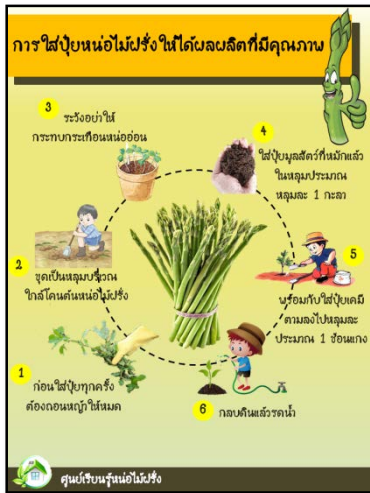 การใส่ปุ๋ยหน่อไม้ฝรั่งให้ได้ผลผลิตที่มีคุณภาพ
1
ก่อนใส่ปุ๋ยทุกครั้ง
ต้องถอนหญ้าให้หมด
2
ขุดเป็นหลุมบริเวณ
ใกล้โคนต้นหน่อไม้ฝรั่ง
3
ระวังอย่าให้
กระทบกระเทือนหน่ออ่อน
4
ใส่ปุ๋ยมูลสัตว์ที่หมักแล้ว
ในหลุมประมาณ
หลุมละ 1 กะลา
5
พร้อมกับใส่ปุ๋ยเคมี
ตามลงไปหลุมละ
ประมาณ 1 ช้อนแกง
6 กลบดินแล้วรดน้ำ
ศูนย์เรียนรู้หน่อไม้ฝรั่ง